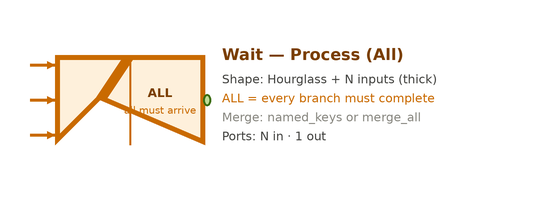 ALL
all must arrive
Wait — Process (All)
Shape: Hourglass + N inputs (thick)
ALL = every branch must complete
Merge: named_keys or merge_all
Ports: N in · 1 out